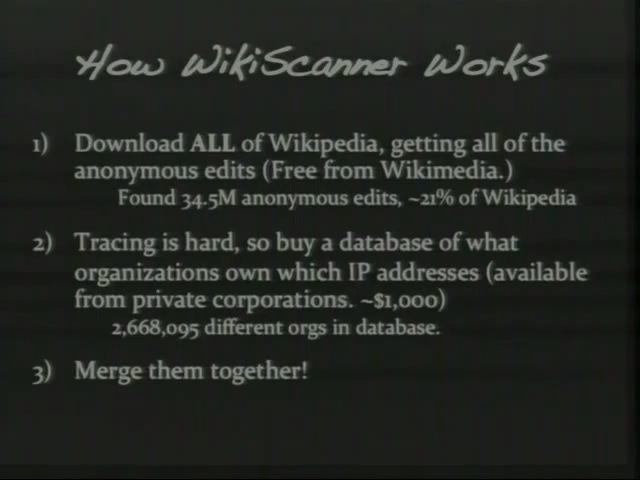 How WikiScanner Works
1) Download ALL of Wikipedia, getting all of the
anonymous edits (Free from Wikimedia.)
Found 34.5M anonymous edits, ~21% of Wikipedia
2) Tracing is hard, so buy a database of what
organizations own which IP addresses (available
from private corporations. ~$1,000)
2,668,095 different orgs in database.
3) Merge them together!